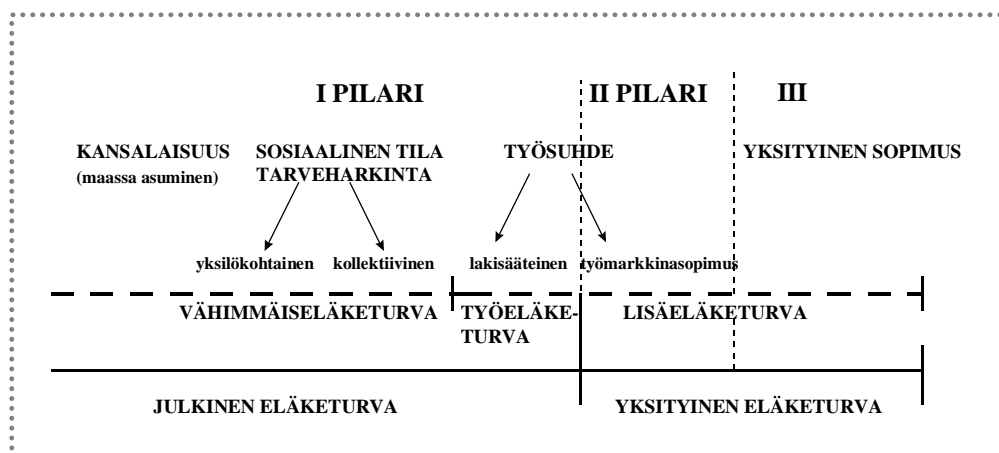 I PILARI II PILARI III
KANSALAISUUS SOSIAALINEN TILA TYÖSUHDE YKSITYINEN SOPIMUS
(maassa asuminen) TARVEHARKINTA
yksilökohtainen kollektiivinen lakisääteinen työmarkkinasopimus
VÄHIMMÄISELÄKETURVA TYÖELÄKE- LISÄELÄKETURVA
TURVA
JULKINEN ELÄKETURVA YKSITYINEN ELÄKETURVA